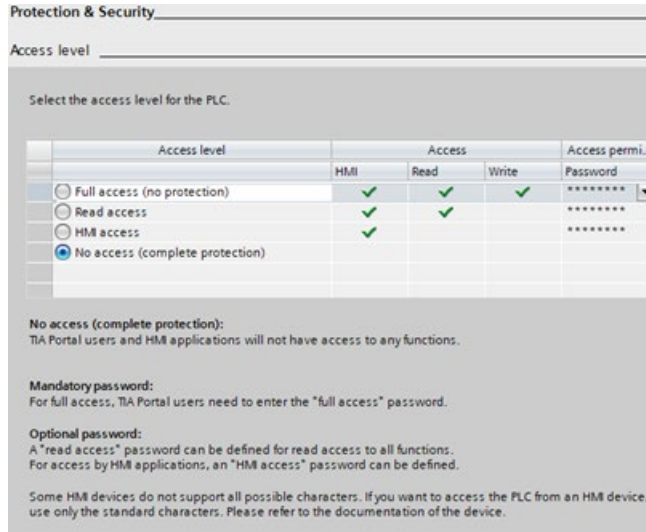 Protection & Security
Access level
Select the access level for the PLC.
Access level Access Access permi...
HMI Read Write Password
Full access (no protection) ********
Read access ********
HMI access ********
No access (complete protection)
No access (complete protection):
TIA Portal users and HMI applications will not have access to any functions.
Mandatory password:
For full access, TIA Portal users need to enter the "full access" password.
Optional password:
A "read access" password can be defined for read access to all functions.
For access by HMI applications, an "HMI access" password can be defined.
Some HMI devices do not support all possible characters. If you want to access the PLC from an HMI device,
use only the standard characters. Please refer to the documentation of the device.